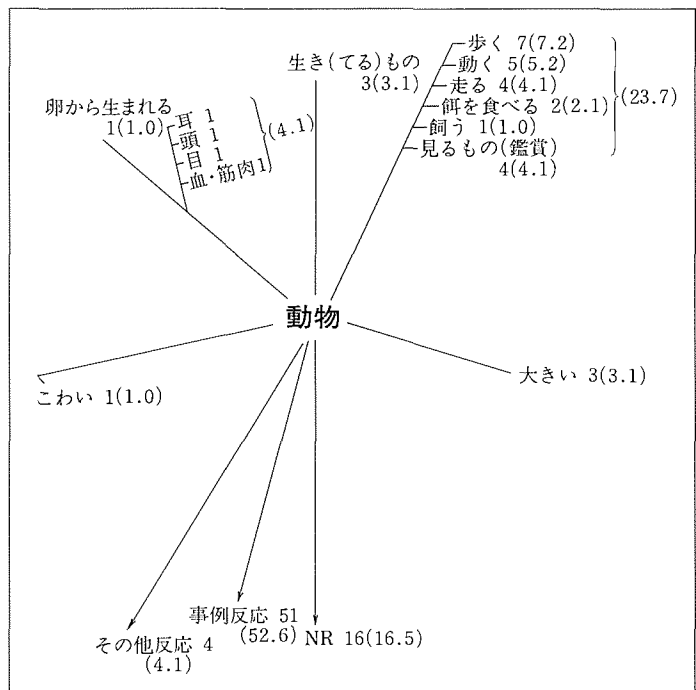 生き(てる)もの
3(3.1)
歩く 7(7.2)
動く 5(5.2)
走る 4(4.1)
餌を食べる 2(2.1)
飼う 1(1.0)
見るもの(鑑賞)
4(4.1)
(23.7)
卵から生まれる
1(1.0)
耳 1
頭 1
目 1
血・筋肉1
(4.1)
動物
こわい 1(1.0)
大きい 3(3.1)
事例反応 51
(52.6)
NR 16(16.5)
その他反応 4
(4.1)